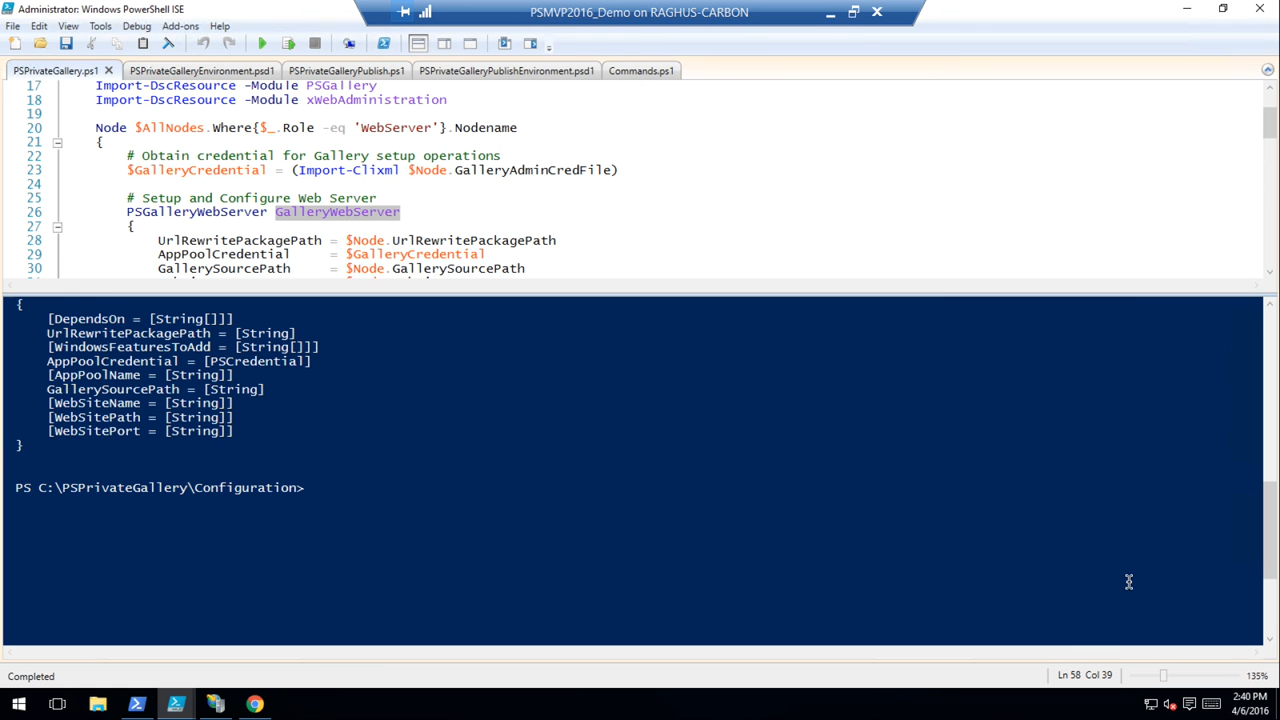 Administrator: Windows PowerShell ISE
PSMVP2016_Demo on RAGHUS-CARBON
File Edit View Tools Debug Add-ons Help
PSPrivateGallery.ps1 PSPrivateGalleryEnvironment.psd1 PSPrivateGalleryPublish.ps1 PSPrivateGalleryPublishEnvironment.psd1 Commands.ps1
17 Import-DscResource -Module PSGallery
18 Import-DscResource -Module xWebAdministration
19
20 Node $AllNodes.Where{$_.Role -eq 'WebServer'}.Nodename
21 {
22 # Obtain credential for Gallery setup operations
23 $GalleryCredential = (Import-Clixml $Node.GalleryAdminCredFile)
24
25 # Setup and Configure Web Server
26 PSGalleryWebServer GalleryWebServer
27 {
28 UrlRewritePackagePath = $Node.UrlRewritePackagePath
29 AppPoolCredential = $GalleryCredential
30 GallerySourcePath = $Node.GallerySourcePath
{
[DependsOn = [String[]]]
UrlRewritePackagePath = [String]
[WindowsFeaturesToAdd = [String[]]]
AppPoolCredential = [PSCredential]
[AppPoolName = [String]]
GallerySourcePath = [String]
[WebSiteName = [String]]
[WebSitePath = [String]]
[WebSitePort = [String]]
}
PS C:\PSPrivateGallery\Configuration>
Completed Ln 58 Col 39 135%
2:40 PM
4/6/2016